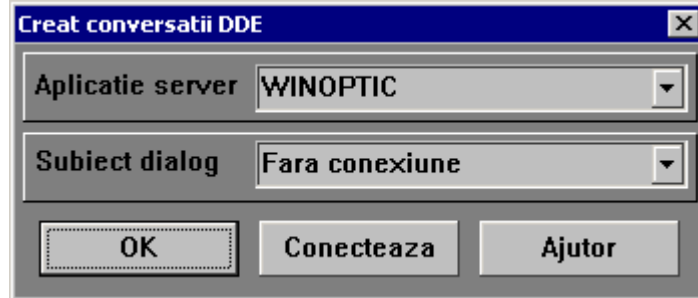 Creat conversatii DDE
Aplicatie server WINOPTIC
Subiect dialog Fara conexiune
OK Conecteaza Ajutor